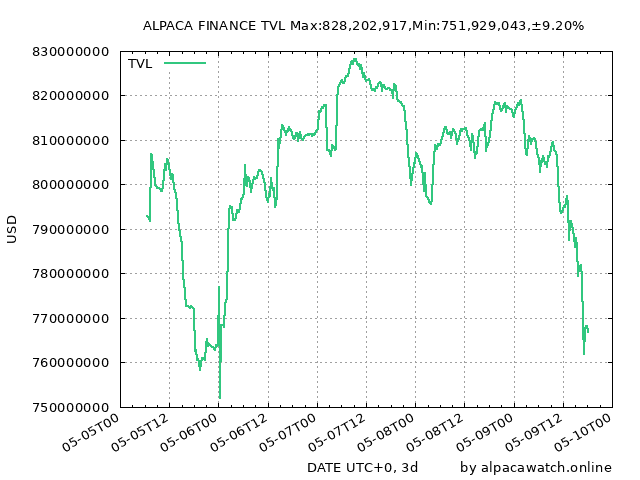 ALPACA FINANCE TVL Max:828,202,917,Min:751,929,043,±9.20%
830000000
TVL
820000000
810000000
800000000
790000000
USD
780000000
770000000
760000000
750000000
05-05T00
05-05T12
05-06T00
05-06T12
05-07T00
05-07T12
05-08T00
05-08T12
05-09T00
05-09T12
05-10T00
DATE UTC+0, 3d
by alpacawatch.online